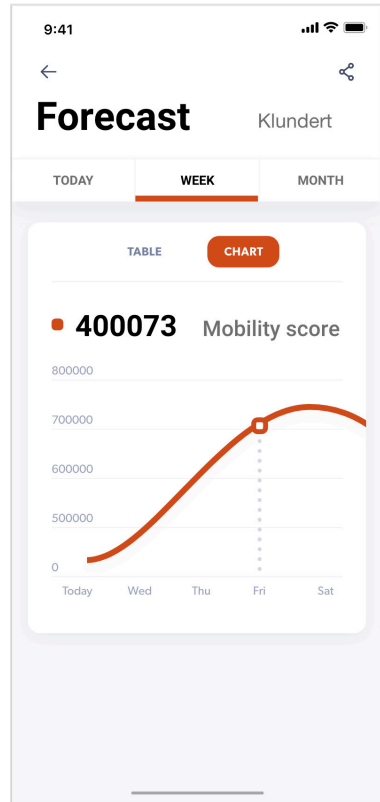 9:41
Forecast Klundert
TODAY WEEK MONTH
TABLE CHART
400073 Mobility score
800000
700000
600000
500000
0
Today Wed Thu Fri Sat